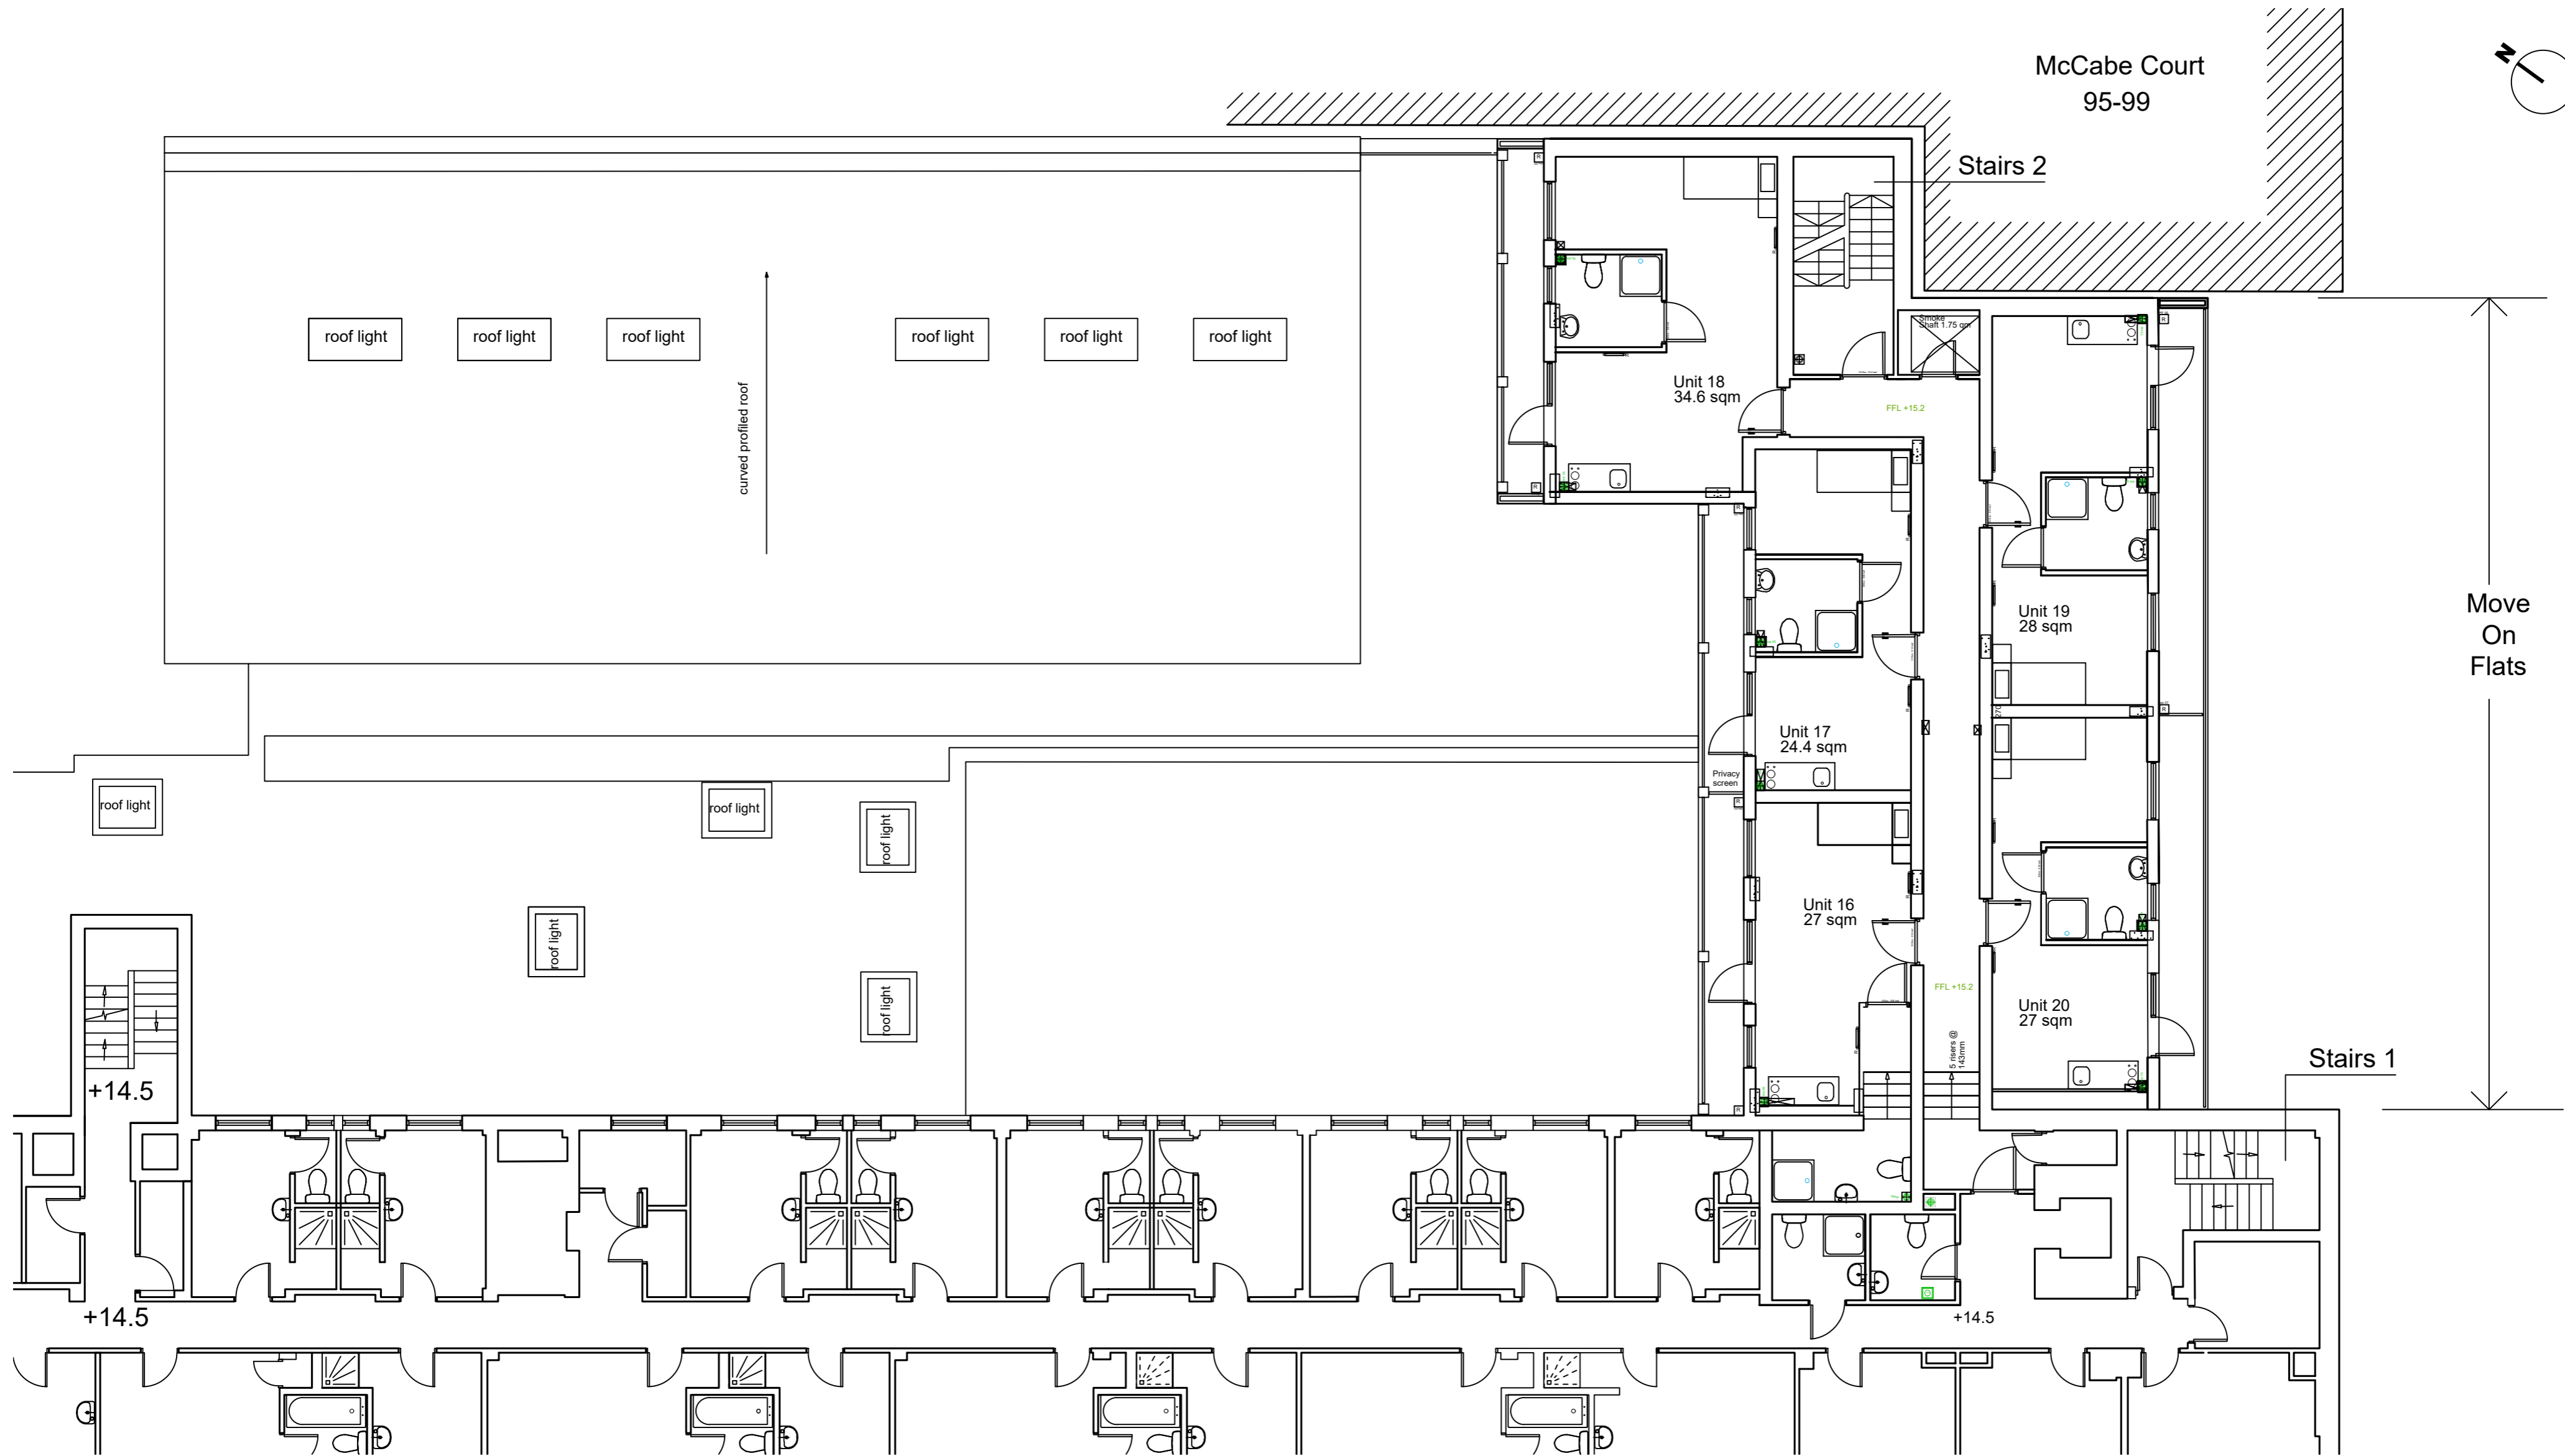 McCabe Court
95-99
N
Stairs 2
roof light
roof light
roof light
roof light
roof light
roof light
curved profiled roof
Smoke
Shaft 1.75 qm
Unit 18
34.6 sqm
FFL +15.2
Unit 19
28 sqm
Move
On
Flats
270
Unit 17
24.4 sqm
Privacy
screen
roof light
roof light
roof light
roof light
roof light
Unit 16
27 sqm
FFL +15.2
Unit 20
27 sqm
5 risers @
143mm
Stairs 1
+14.5
+14.5
+14.5